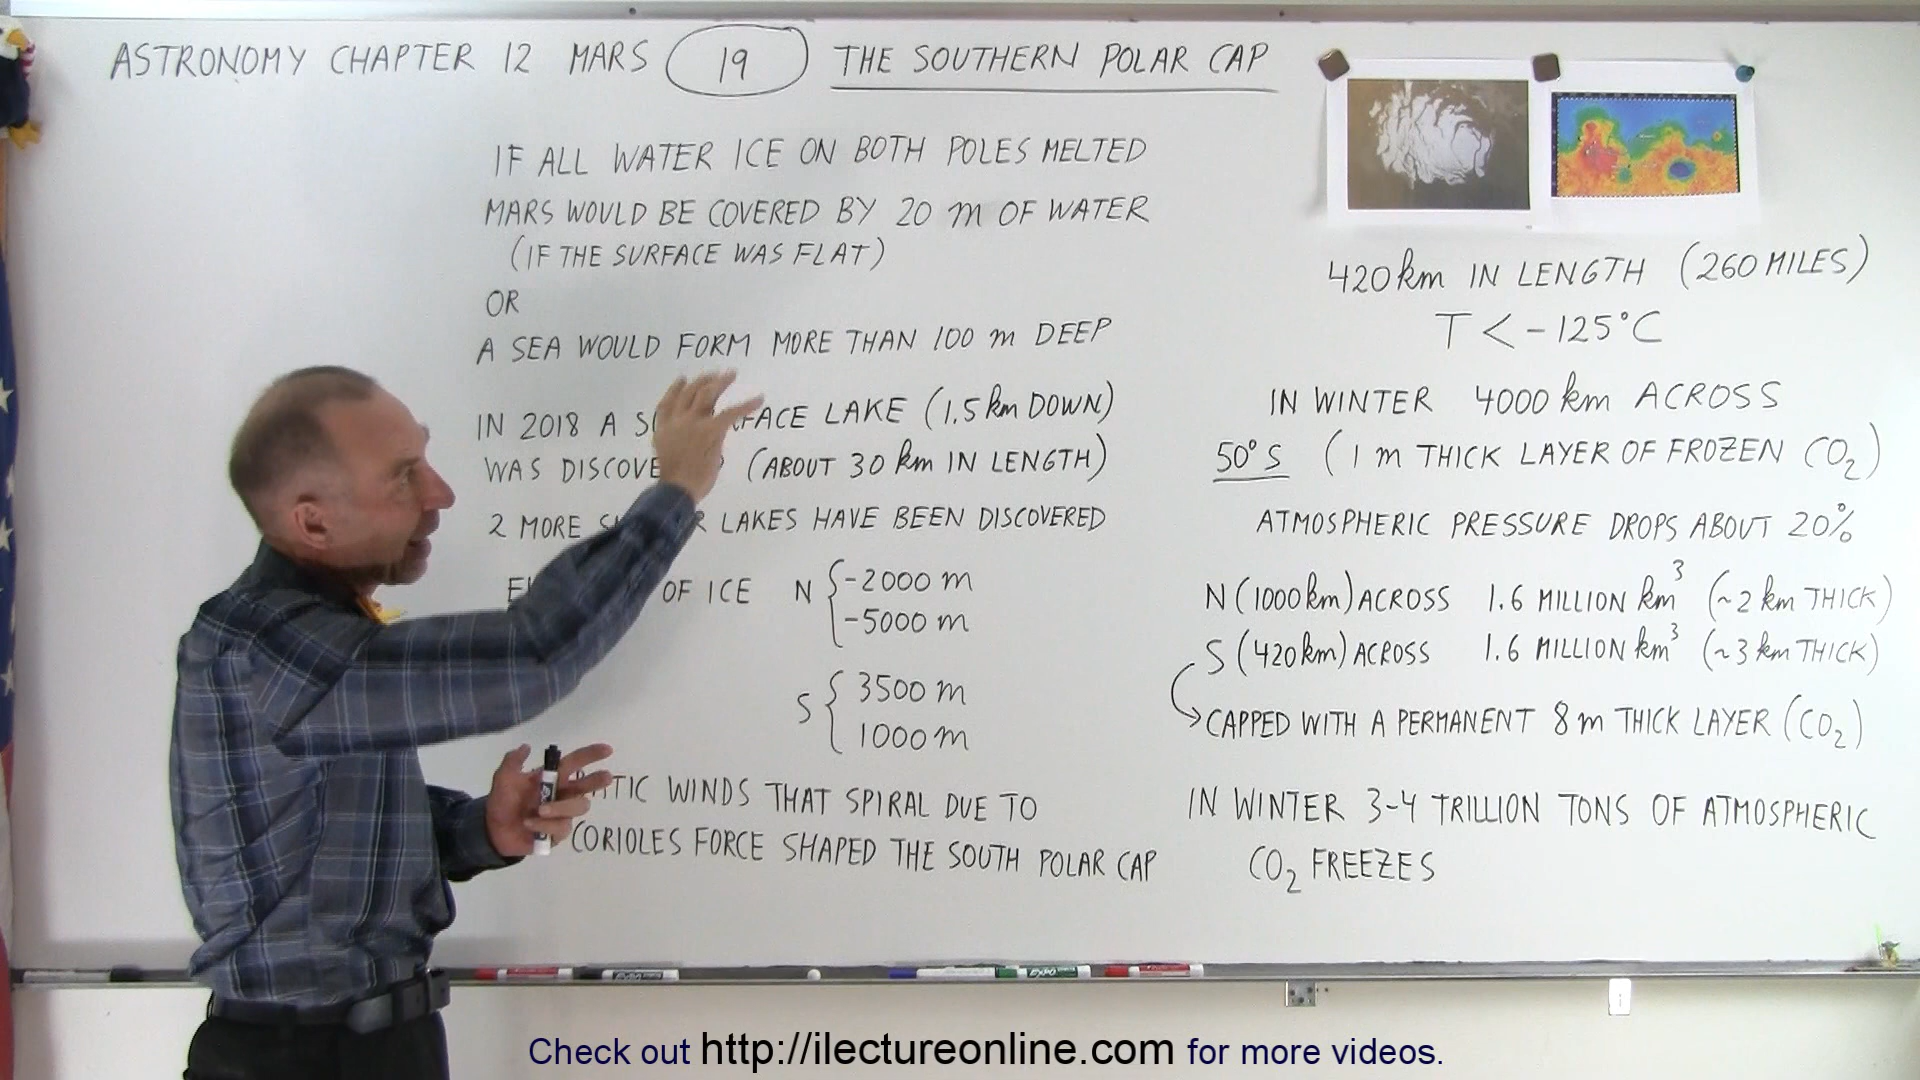 ASTRONOMY CHAPTER 12 MARS 19 THE SOUTHERN POLAR CAP
IF ALL WATER ICE ON BOTH POLES MELTED
MARS WOULD BE COVERED BY 20 m OF WATER
(IF THE SURFACE WAS FLAT)
OR
A SEA WOULD FORM MORE THAN 100 m DEEP
IN 2018 A LAKE (1.5 km DOWN)
WAS (ABOUT 30 km IN LENGTH)
2 MORE LAKES HAVE BEEN DISCOVERED
OF ICE N { -2000 m
-5000 m
S { 3500 m
1000 m
WINDS THAT SPIRAL DUE TO
CORIOLES FORCE SHAPED THE SOUTH POLAR CAP
420 km IN LENGTH (260 MILES)
T < -125°C
IN WINTER 4000 km ACROSS
50° S (1 m THICK LAYER OF FROZEN CO₂)
ATMOSPHERIC PRESSURE DROPS ABOUT 20%
N (1000 km) ACROSS 1.6 MILLION km³ (~2 km THICK)
S (420 km) ACROSS 1.6 MILLION km³ (~3 km THICK)
CAPPED WITH A PERMANENT 8 m THICK LAYER (CO₂)
IN WINTER 3-4 TRILLION TONS OF ATMOSPHERIC
CO₂ FREEZES
EXPO
Check out http://ilectureonline.com for more videos.